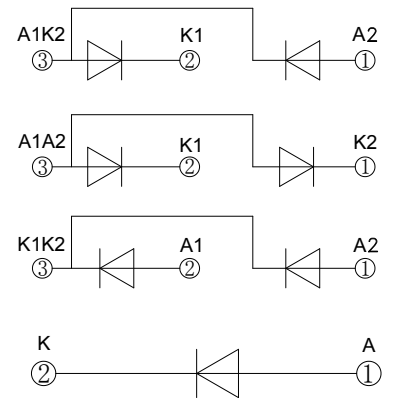 A1K2 K1 A2
③ ② ①
A1A2 K1 K2
③ ② ①
K1K2 A1 A2
③ ② ①
K A
② ①